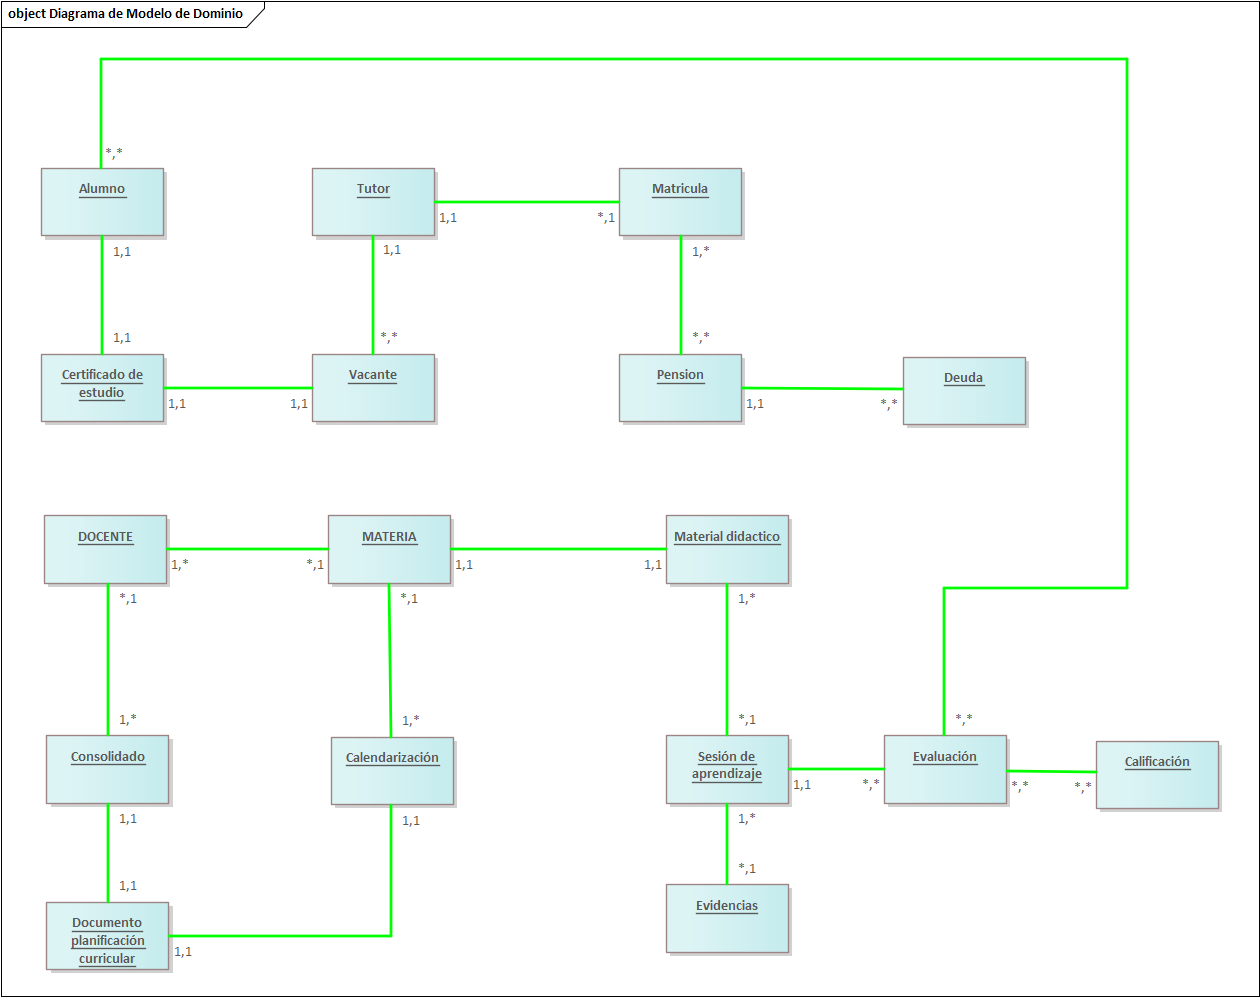 object Diagrama de Modelo de Dominio
*,*
Alumno
Tutor
Matricula
1,1
*,1
1,1
1,1
1,*
1,1
*,*
*,*
Certificado de
estudio
Vacante
Pension
Deuda
1,1
1,1
1,1
*,*
DOCENTE
MATERIA
Material didactico
1,*
*,1
1,1
1,1
*,1
*,1
1,*
1,*
1,*
*,1
*,*
Consolidado
Calendarización
Sesión de
aprendizaje
Evaluación
Calificación
1,1
*,*
*,*
*,*
1,1
1,1
1,*
*,1
1,1
Documento
planificación
curricular
Evidencias
1,1